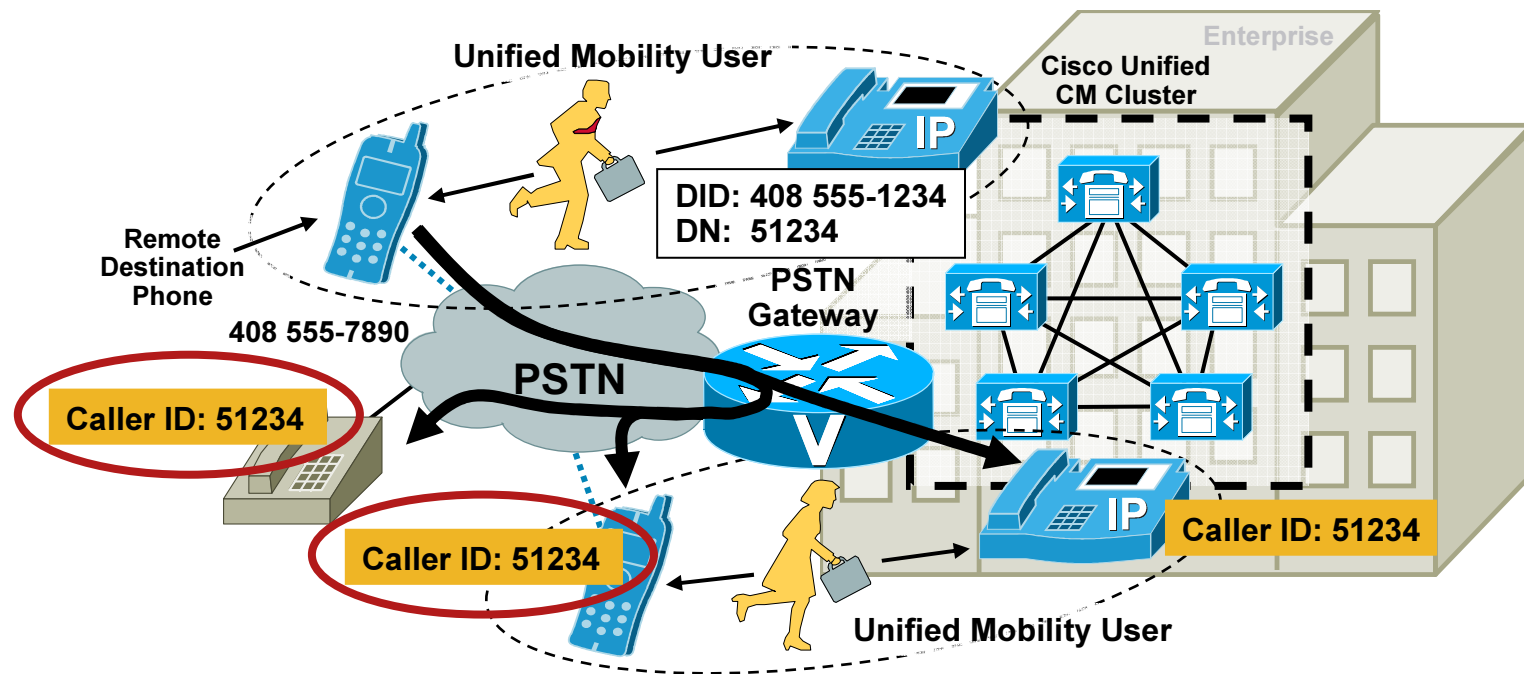 Enterprise
Unified Mobility User
Cisco Unified
CM Cluster
IP
DID: 408 555-1234
DN: 51234
Remote
Destination
Phone
PSTN
Gateway
408 555-7890
PSTN
Caller ID: 51234
V
Caller ID: 51234
IP
Caller ID: 51234
Unified Mobility User